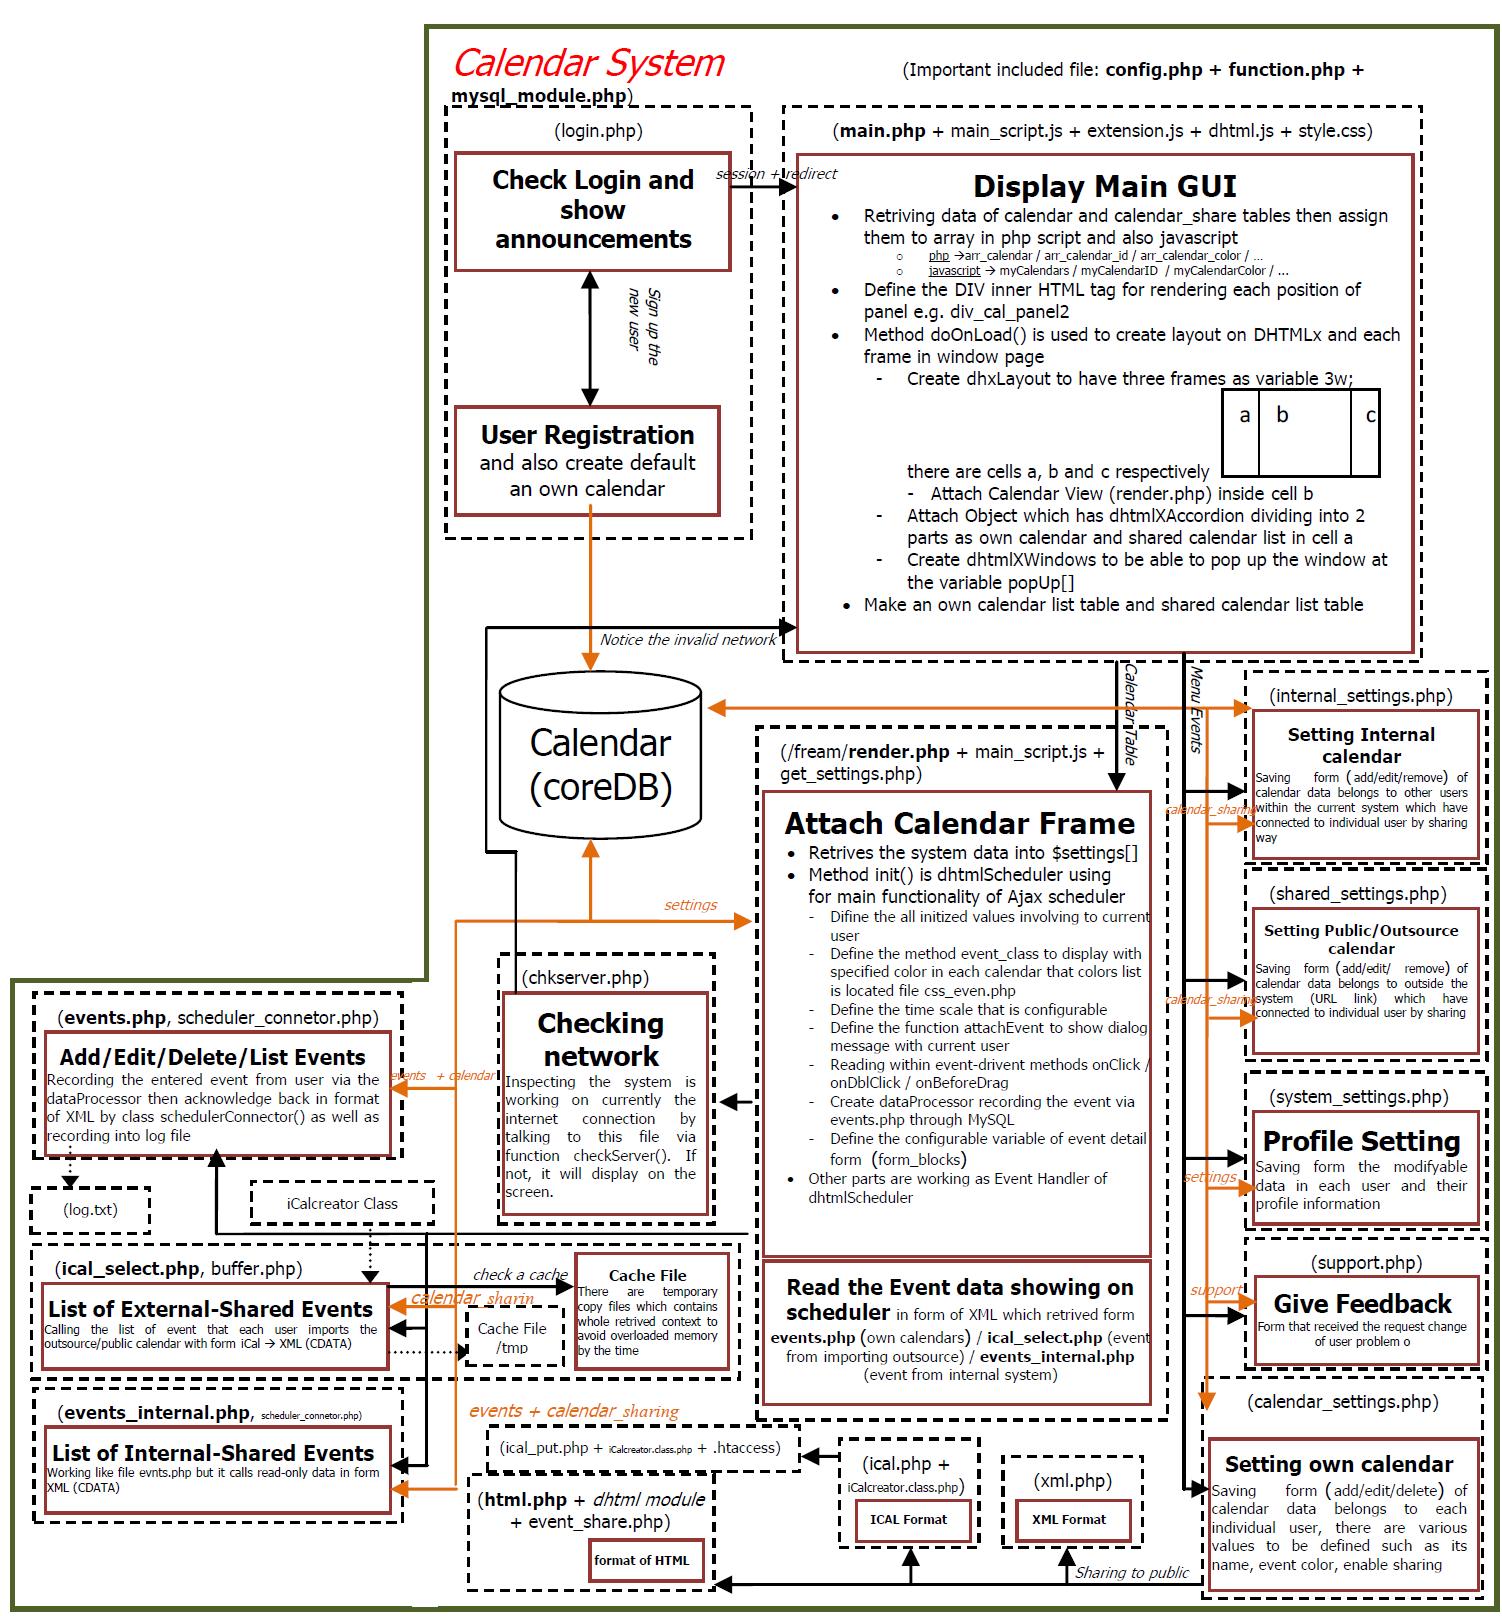 Calendar System
(Important included file: config.php + function.php +
mysql_module.php)
(login.php)
Check Login and
show
announcements
session + redirect
Sign up the
new user
User Registration
and also create default
an own calendar
(main.php + main_script.js + extension.js + dhtml.js + style.css)
Display Main GUI
• Retriving data of calendar and calendar_share tables then assign
them to array in php script and also javascript
○ php →arr_calendar / arr_calendar_id / arr_calendar_color / ...
○ javascript → myCalendars / myCalendarID / myCalendarColor / ...
• Define the DIV inner HTML tag for rendering each position of
panel e.g. div_cal_panel2
• Method doOnLoad() is used to create layout on DHTMLx and each
frame in window page
- Create dhxLayout to have three frames as variable 3w;
a b c
there are cells a, b and c respectively
- Attach Calendar View (render.php) inside cell b
- Attach Object which has dhtmlXAccordion dividing into 2
parts as own calendar and shared calendar list in cell a
- Create dhtmlXWindows to be able to pop up the window at
the variable popUp[]
• Make an own calendar list table and shared calendar list table
Notice the invalid network
Calendar Table
Menu Events
Calendar
(coreDB)
settings
(/fream/render.php + main_script.js +
get_settings.php)
Attach Calendar Frame
• Retrives the system data into $settings[]
• Method init() is dhtmlScheduler using
for main functionality of Ajax scheduler
- Difine the all initized values involving to current
user
- Define the method event_class to display with
specified color in each calendar that colors list
is located file css_even.php
- Define the time scale that is configurable
- Define the function attachEvent to show dialog
message with current user
- Reading within event-drivent methods onClick /
onDblClick / onBeforeDrag
- Create dataProcessor recording the event via
events.php through MySQL
- Define the configurable variable of event detail
form (form_blocks)
• Other parts are working as Event Handler of
dhtmlScheduler
Read the Event data showing on
scheduler in form of XML which retrived form
events.php (own calendars) / ical_select.php (event
from importing outsource) / events_internal.php
(event from internal system)
(internal_settings.php)
Setting Internal
calendar
Saving form (add/edit/remove) of
calendar data belongs to other users
within the current system which have
connected to individual user by sharing
way
calendar_sharing
(shared_settings.php)
Setting Public/Outsource
calendar
Saving form (add/edit/ remove) of
calendar data belongs to outside the
system (URL link) which have
connected to individual user by sharing
calendar_sharing
(system_settings.php)
Profile Setting
Saving form the modifyable
data in each user and their
profile information
settings
(support.php)
Give Feedback
Form that received the request change
of user problem o
support
(calendar_settings.php)
Setting own calendar
Saving form (add/edit/delete) of
calendar data belongs to each
individual user, there are various
values to be defined such as its
name, event color, enable sharing
(chkserver.php)
Checking
network
Inspecting the system is
working on currently the
internet connection by
talking to this file via
function checkServer(). If
not, it will display on the
screen.
(events.php, scheduler_connetor.php)
Add/Edit/Delete/List Events
Recording the entered event from user via the
dataProcessor then acknowledge back in format
of XML by class schedulerConnector() as well as
recording into log file
events + calendar
(log.txt)
iCalcreator Class
(ical_select.php, buffer.php)
List of External-Shared Events
Calling the list of event that each user imports the
outsource/public calendar with form iCal → XML (CDATA)
check a cache
calendar_sharin
Cache File
/tmp
Cache File
There are temporary
copy files which contains
whole retrived context to
avoid overloaded memory
by the time
(events_internal.php, scheduler_connetor.php)
List of Internal-Shared Events
Working like file evnts.php but it calls read-only data in form
XML (CDATA)
events + calendar_sharing
(ical_put.php + iCalcreator.class.php + .htaccess)
(html.php + dhtml module
+ event_share.php)
format of HTML
(ical.php +
iCalcreator.class.php)
ICAL Format
(xml.php)
XML Format
Sharing to public